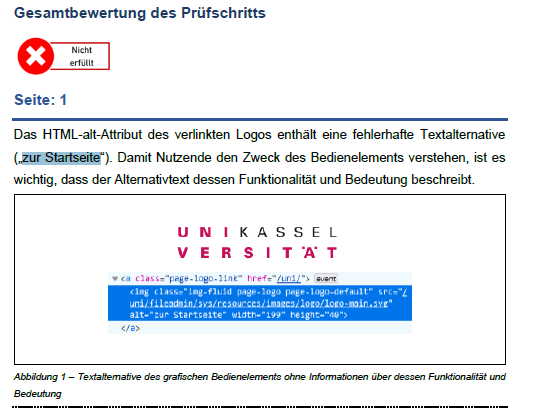 Gesamtbewertung des Prüfschritts
Nicht
erfüllt
Seite: 1
Das HTML-alt-Attribut des verlinkten Logos enthält eine fehlerhafte Textalternative
(„zur Startseite“). Damit Nutzende den Zweck des Bedienelements verstehen, ist es
wichtig, dass der Alternativtext dessen Funktionalität und Bedeutung beschreibt.
UNIKASSEL
VERSITÄT
<a class="page-logo-link" href="/uni/"> event
<img class="img-fluid page-logo page-logo-default" src="/
uni/fileadmin/sys/resources/images/logo/logo-main.svg"
alt="zur Startseite" width="199" height="40">
</a>
Abbildung 1 – Textalternative des grafischen Bedienelements ohne Informationen über dessen Funktionalität und
Bedeutung